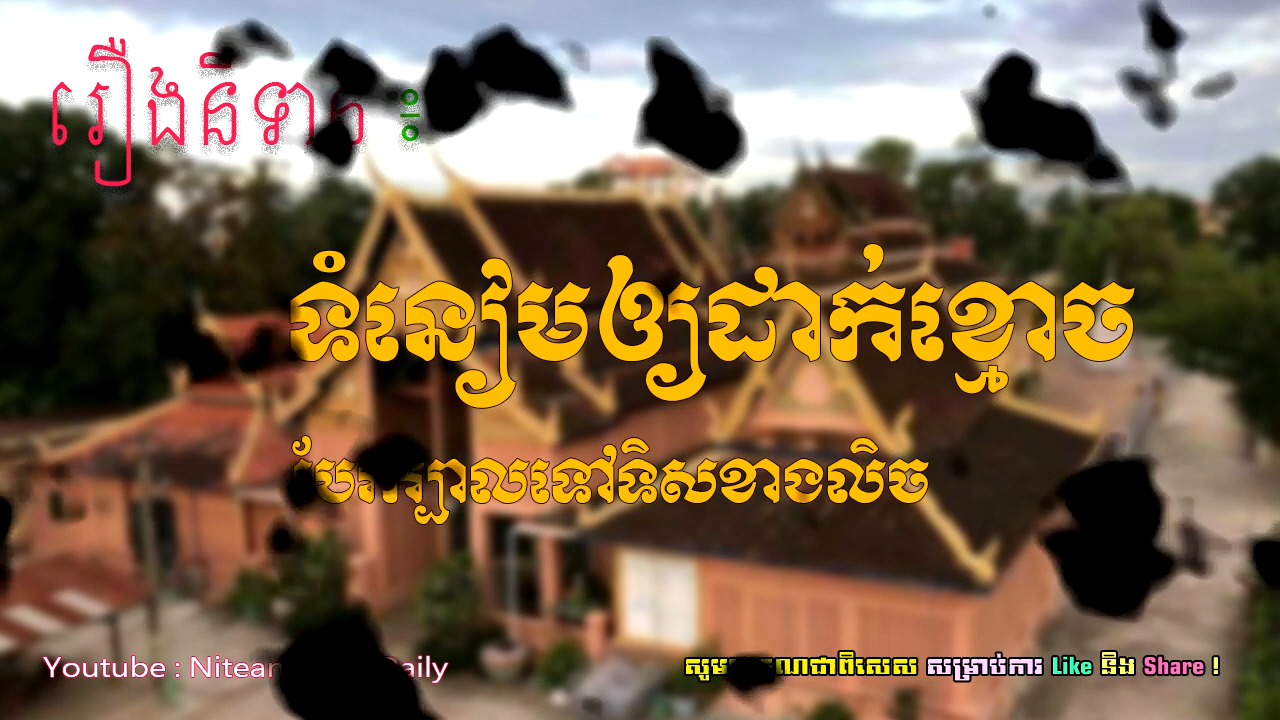 រឿងនិទាន ៖
ទំនៀមឲ្យដាក់ខ្មោច
បែរក្បាលទៅទិសខាងលិច
Youtube : Daily
ជាពិសេស សម្រាប់ការ Like និង Share !